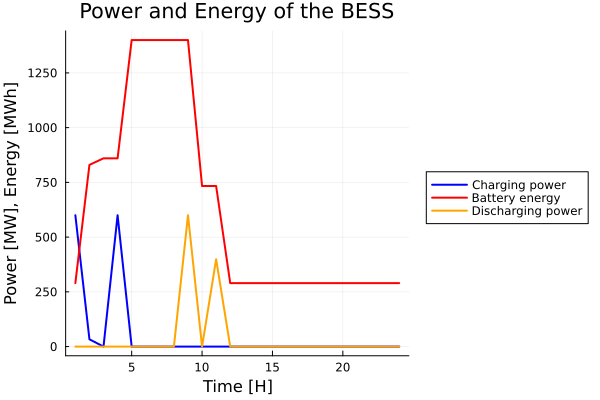 Power and Energy of the BESS
Power [MW], Energy [MWh]
1250
1000
750
500
250
0
5
10
15
20
Time [H]
Charging power
Battery energy
Discharging power